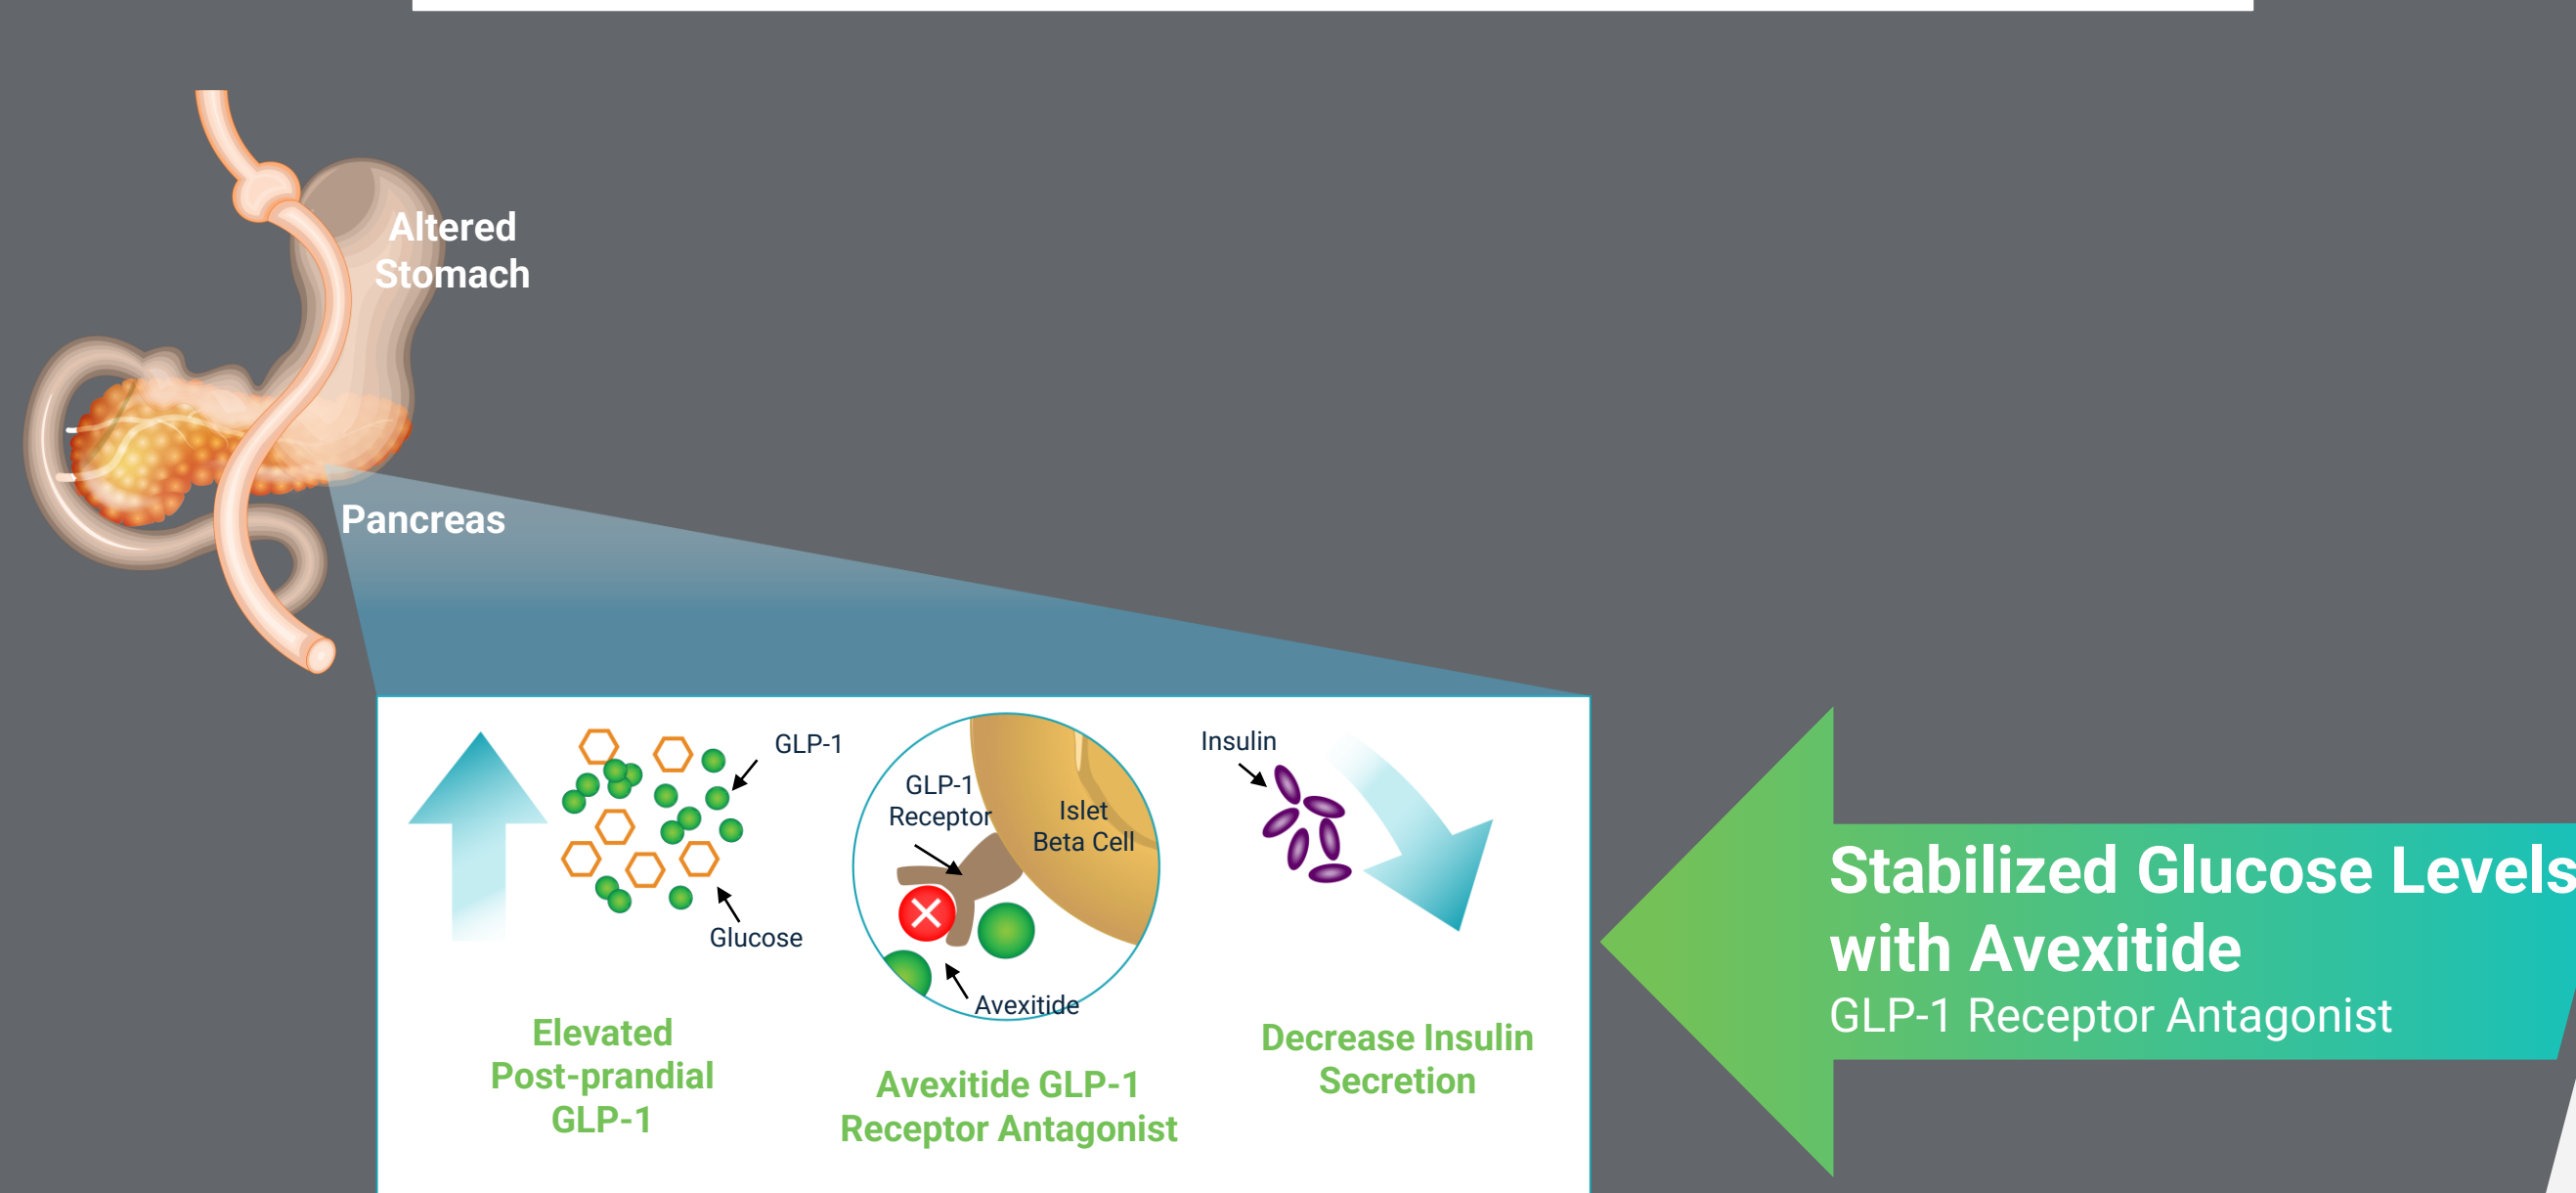 Altered
Stomach
Pancreas
GLP-1
Glucose
GLP-1
Receptor
Islet
Beta Cell
Avexitide
Insulin
Elevated
Post-prandial
GLP-1
Avexitide GLP-1
Receptor Antagonist
Decrease Insulin
Secretion
Stabilized Glucose Levels
with Avexitide
GLP-1 Receptor Antagonist